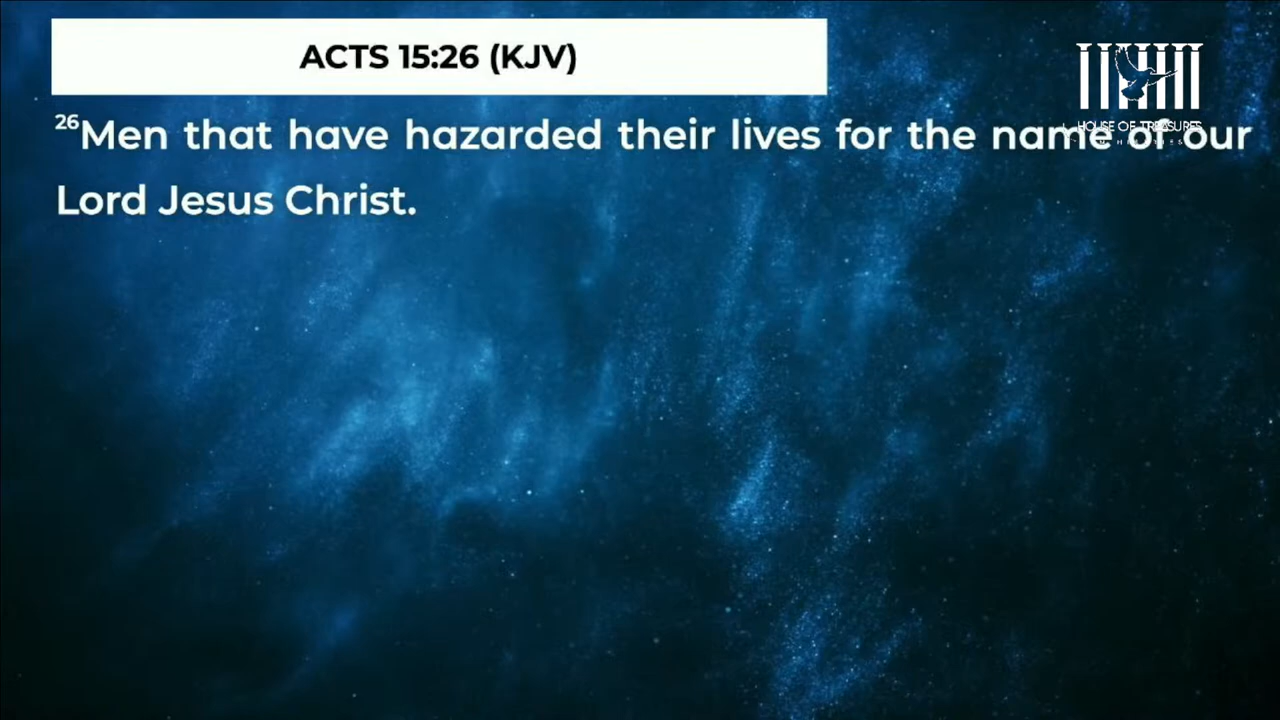 ACTS 15:26 (KJV)
HOUSE OF TREASURES
26Men that have hazarded their lives for the name of our
Lord Jesus Christ.